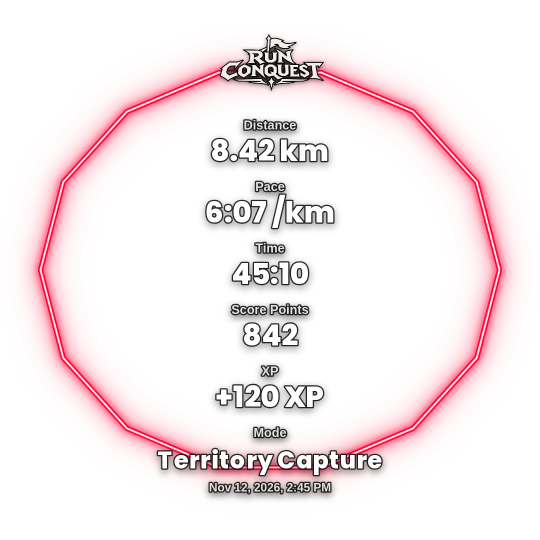 RUN
CONQUEST
Distance
8.42 km
Pace
6:07 /km
Time
45:10
Score Points
842
XP
+120 XP
Mode
Territory Capture
Nov 12, 2026, 2:45 PM